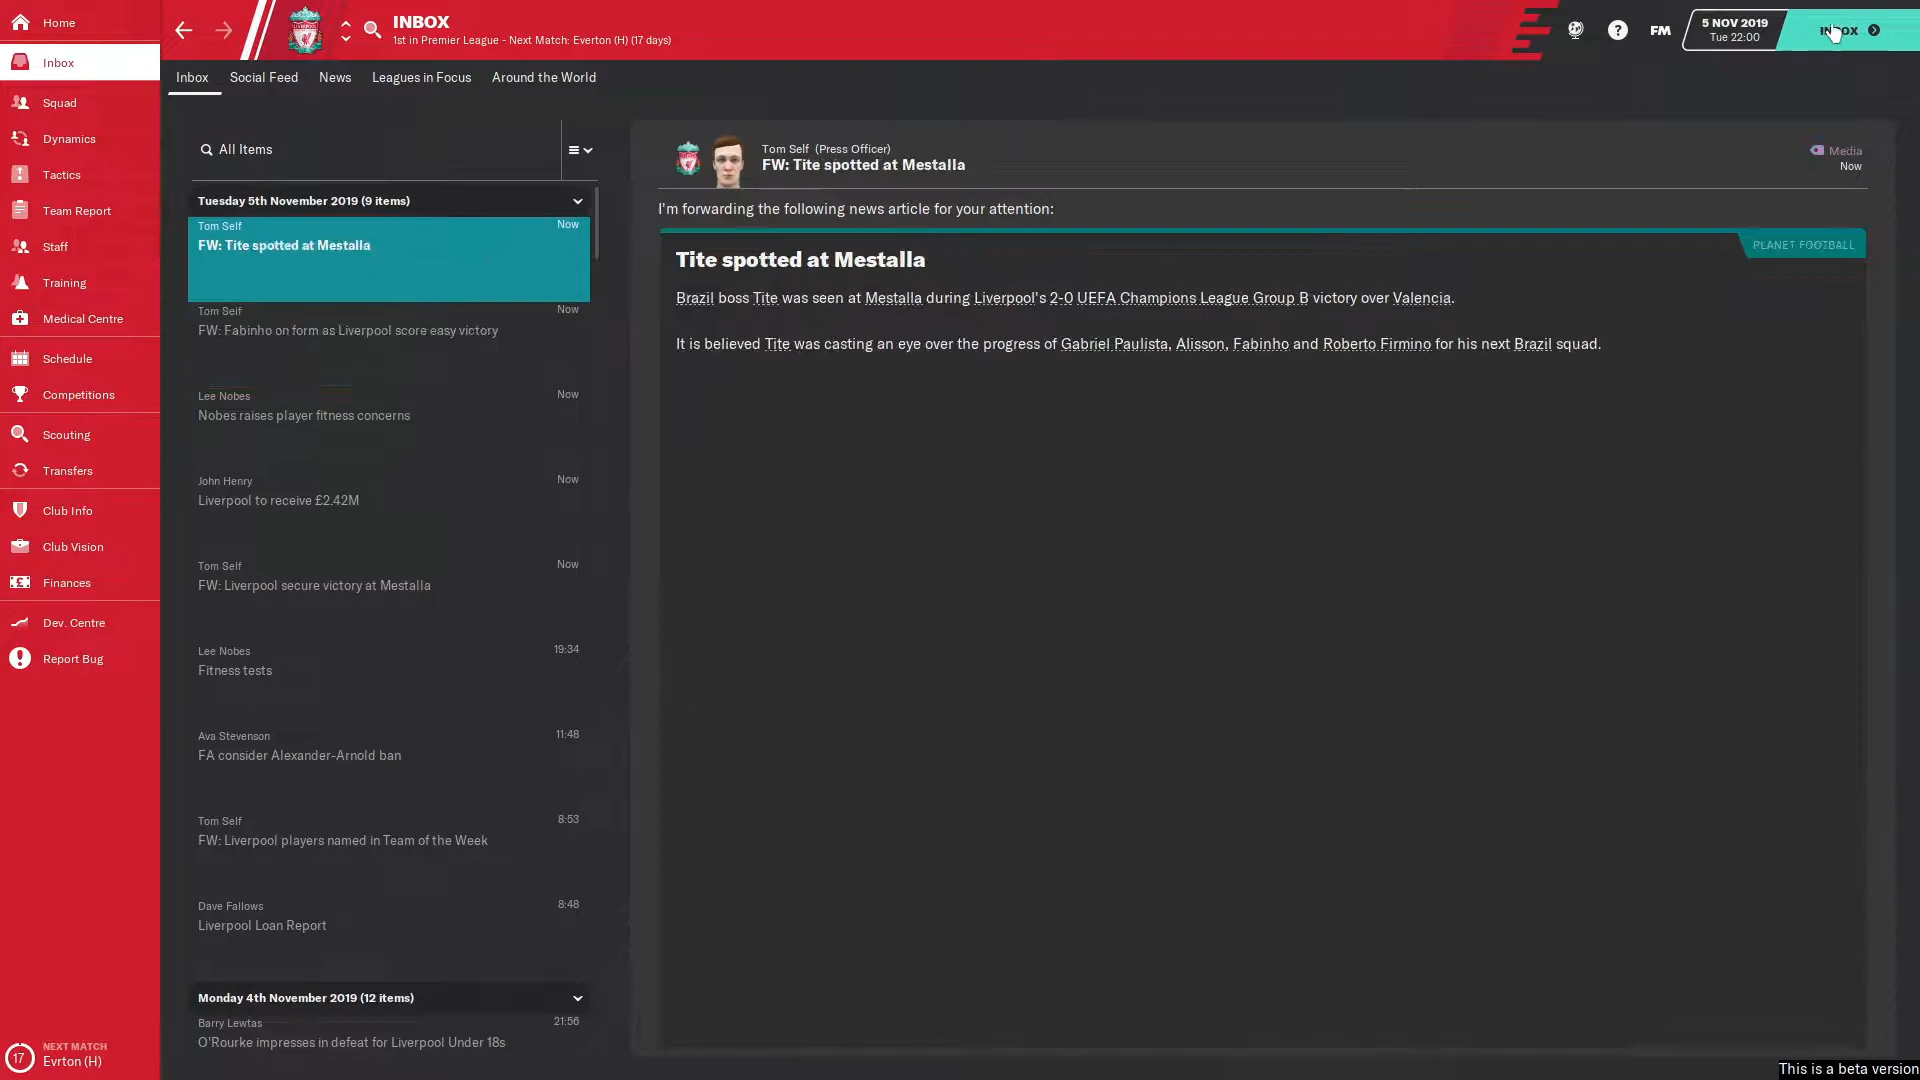 Home
Inbox
Squad
Dynamics
Tactics
Team Report
Staff
Training
Medical Centre
Schedule
Competitions
Scouting
Transfers
Club Info
Club Vision
Finances
Dev. Centre
Report Bug
17
NEXT MATCH
Evrton (H)
INBOX
1st in Premier League - Next Match: Everton (H) (17 days)
FM
5 NOV 2019
Tue 22:00
INBOX
Inbox
Social Feed
News
Leagues in Focus
Around the World
All Items
Tuesday 5th November 2019 (9 items)
Tom Self
Now
FW: Tite spotted at Mestalla
Tom Self
Now
FW: Fabinho on form as Liverpool score easy victory
Lee Nobes
Now
Nobes raises player fitness concerns
John Henry
Now
Liverpool to receive £2.42M
Tom Self
Now
FW: Liverpool secure victory at Mestalla
Lee Nobes
19:34
Fitness tests
Ava Stevenson
11:48
FA consider Alexander-Arnold ban
Tom Self
8:53
FW: Liverpool players named in Team of the Week
Dave Fallows
8:48
Liverpool Loan Report
Monday 4th November 2019 (12 items)
Barry Lewtas
21:56
O'Rourke impresses in defeat for Liverpool Under 18s
Tom Self (Press Officer)
FW: Tite spotted at Mestalla
Media
Now
I'm forwarding the following news article for your attention:
PLANET FOOTBALL
Tite spotted at Mestalla
Brazil boss Tite was seen at Mestalla during Liverpool's 2-0 UEFA Champions League Group B victory over Valencia.
It is believed Tite was casting an eye over the progress of Gabriel Paulista, Alisson, Fabinho and Roberto Firmino for his next Brazil squad.
This is a beta version